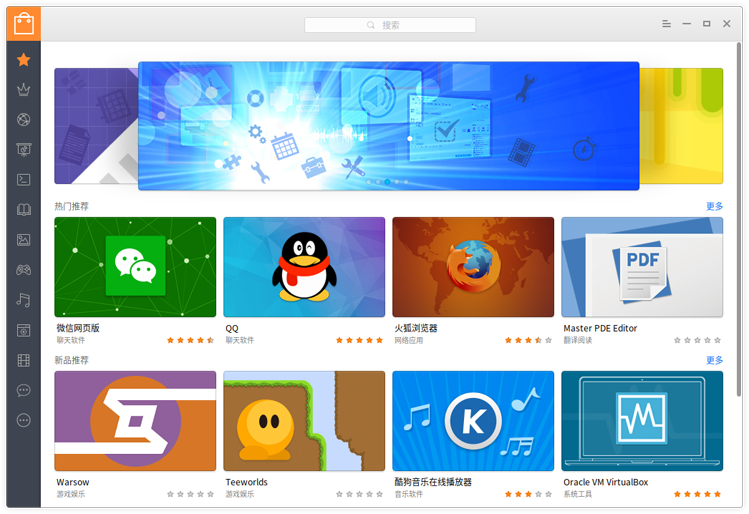 搜索
热门推荐
更多
PDF
微信网页版
聊天软件
QQ
聊天软件
火狐浏览器
网络应用
Master PDE Editor
翻译阅读
新品推荐
更多
K
Warsow
游戏娱乐
Teeworlds
游戏娱乐
酷狗音乐在线播放器
音乐软件
Oracle VM VirtualBox
系统工具